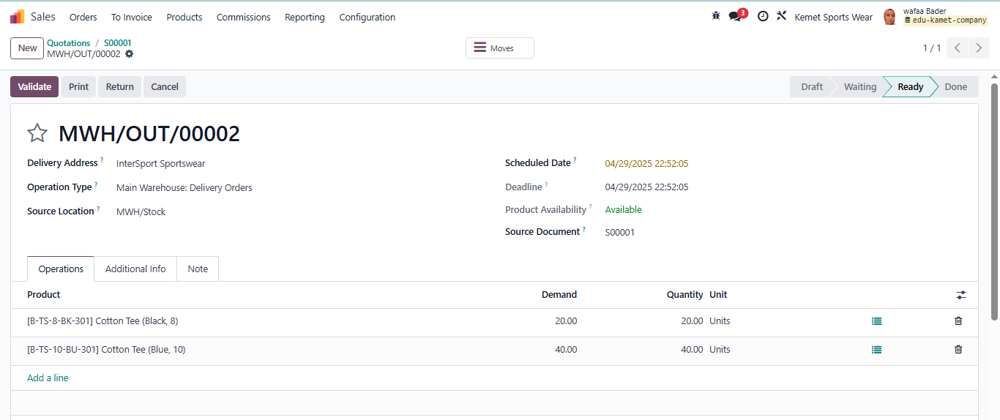 Sales Orders To Invoice Products Commissions Reporting Configuration 3 Kemet Sports Wear wafaa Bader
edu-kamet-company
New Quotations / S00001 Moves 1 / 1
MWH/OUT/00002
Validate Print Return Cancel Draft Waiting Ready Done
MWH/OUT/00002
Delivery Address ? InterSport Sportswear Scheduled Date ? 04/29/2025 22:52:05
Operation Type ? Main Warehouse: Delivery Orders Deadline ? 04/29/2025 22:52:05
Source Location ? MWH/Stock Product Availability ? Available
Source Document ? S00001
Operations Additional Info Note
Product Demand Quantity Unit
[B-TS-8-BK-301] Cotton Tee (Black, 8) 20.00 20.00 Units
[B-TS-10-BU-301] Cotton Tee (Blue, 10) 40.00 40.00 Units
Add a line